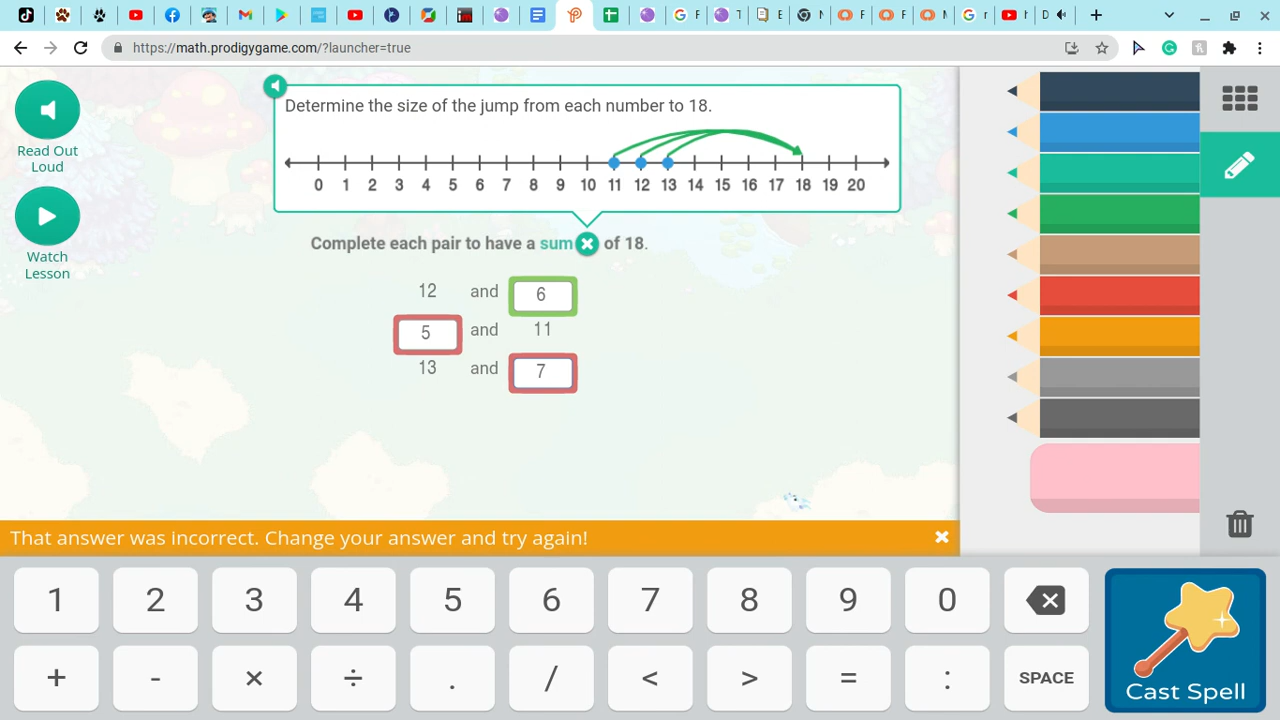 https://math.prodigygame.com/?launcher=true
Read Out
Loud
Watch
Lesson
Determine the size of the jump from each number to 18.
0 1 2 3 4 5 6 7 8 9 10 11 12 13 14 15 16 17 18 19 20
Complete each pair to have a sum of 18.
12 and 6
5 and 11
13 and 7
That answer was incorrect. Change your answer and try again!
1 2 3 4 5 6 7 8 9 0
+ - × ÷ . / < > = : SPACE
Cast Spell